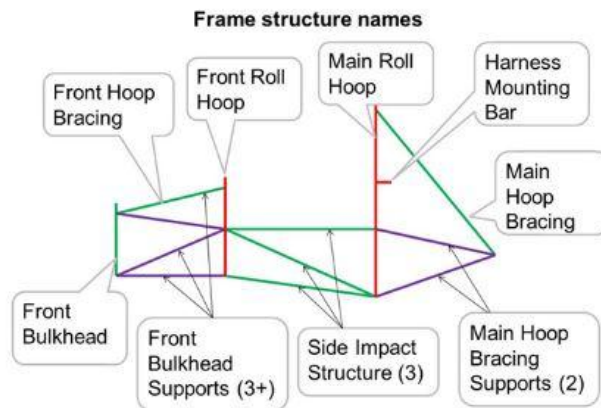 Frame structure names
Front Hoop
Bracing
Front Roll
Hoop
Main Roll
Hoop
Harness
Mounting
Bar
Main
Hoop
Bracing
Front
Bulkhead
Front
Bulkhead
Supports (3+)
Side Impact
Structure (3)
Main Hoop
Bracing
Supports (2)